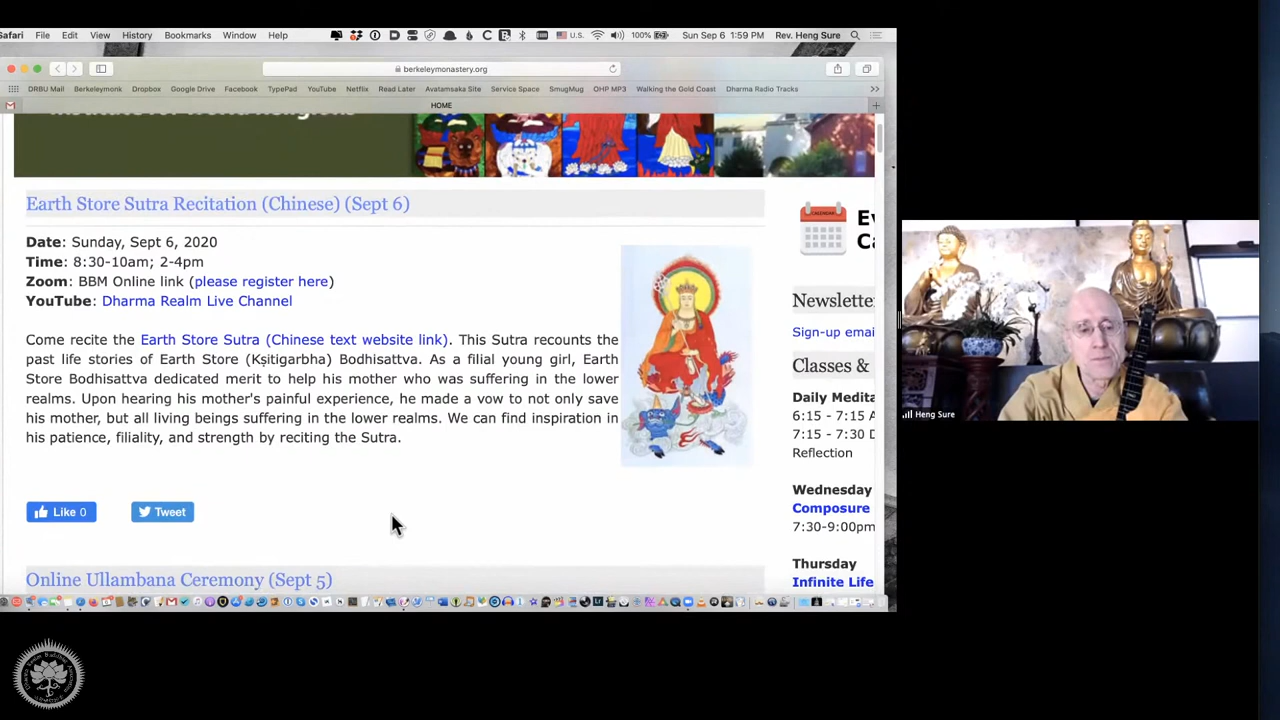 Safari File Edit View History Bookmarks Window Help U.S. 100% Sun Sep 6 1:59 PM Rev. Heng Sure
berkeleymonastery.org
DRBU Mail Berkeleymonk Dropbox Google Drive Facebook TypePad YouTube Netflix Read Later Avatamsaka Site Service Space SmugMug OHP MP3 Walking the Gold Coast Dharma Radio Tracks
HOME
Earth Store Sutra Recitation (Chinese) (Sept 6)
Date: Sunday, Sept 6, 2020
Time: 8:30-10am; 2-4pm
Zoom: BBM Online link (please register here)
YouTube: Dharma Realm Live Channel
Come recite the Earth Store Sutra (Chinese text website link). This Sutra recounts the
past life stories of Earth Store (Kṣitigarbha) Bodhisattva. As a filial young girl, Earth
Store Bodhisattva dedicated merit to help his mother who was suffering in the lower
realms. Upon hearing his mother's painful experience, he made a vow to not only save
his mother, but all living beings suffering in the lower realms. We can find inspiration in
his patience, filiality, and strength by reciting the Sutra.
Like 0 Tweet
Online Ullambana Ceremony (Sept 5)
Ev
Ca
Newslette
Sign-up emai
Classes &
Daily Medita
6:15 - 7:15 A
7:15 - 7:30 D
Reflection
Wednesday
Composure
7:30-9:00pm
Thursday
Infinite Life
Heng Sure